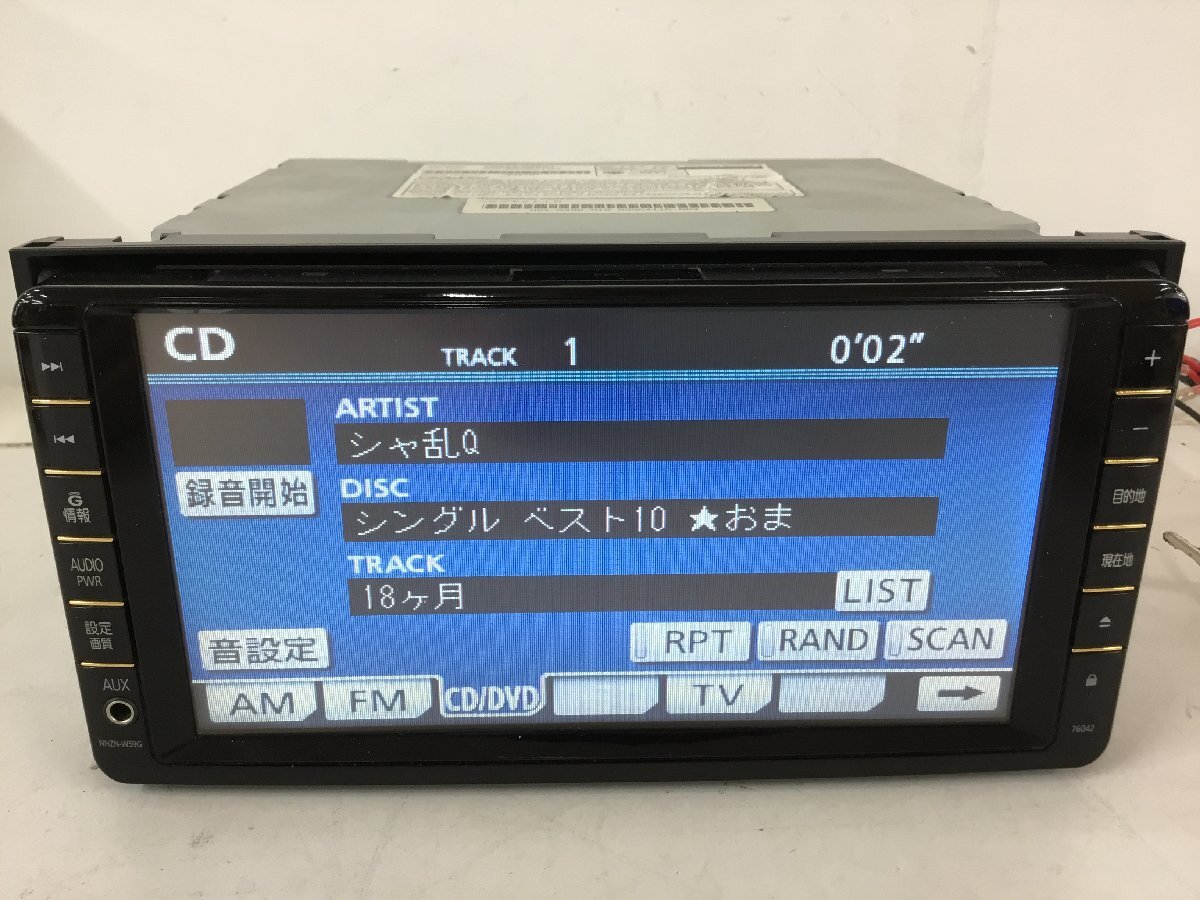 CD
TRACK 1 0'02"
ARTIST
シャ乱Q
録音開始
DISC
シングル ベスト10 ★おま
TRACK
18ヶ月
LIST
音設定
RPT
RAND
SCAN
AM
FM
CD/DVD
TV
G
情報
AUDIO
PWR
設定
画質
AUX
NHZN-W59G
+
−
目的地
現在地
76042